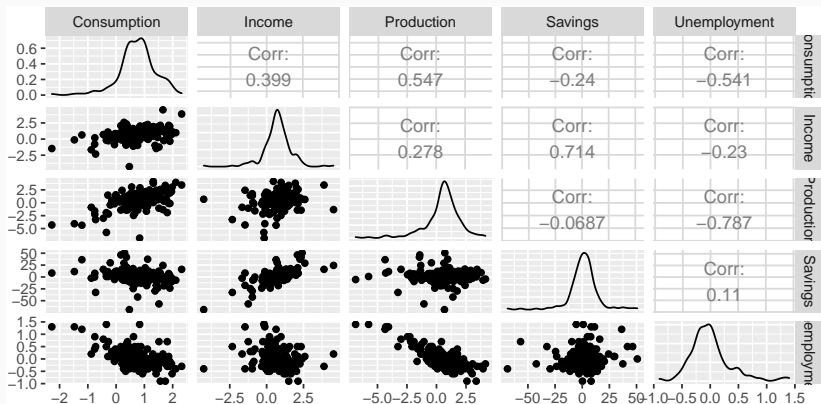 Consumption Income Production Savings Unemployment
0.6
0.4
0.2
0.0
Corr:
0.399
Corr:
0.547
Corr:
−0.24
Corr:
−0.541
onsumptio
2.5
0.0
−2.5
Corr:
0.278
Corr:
0.714
Corr:
−0.23
Income
2.5
0.0
−2.5
−5.0
Corr:
−0.0687
Corr:
−0.787
Production
50
25
0
−25
−50
Corr:
0.11
Savings
1.5
1.0
0.5
0.0
−0.5
−1.0
employme
−2 −1 0 1 2 −2.5 0.0 2.5 −5.0 −2.5 0.0 2.5 −50 −25 0 25 50 −1.0 −0.5 0.0 0.5 1.0 1.5